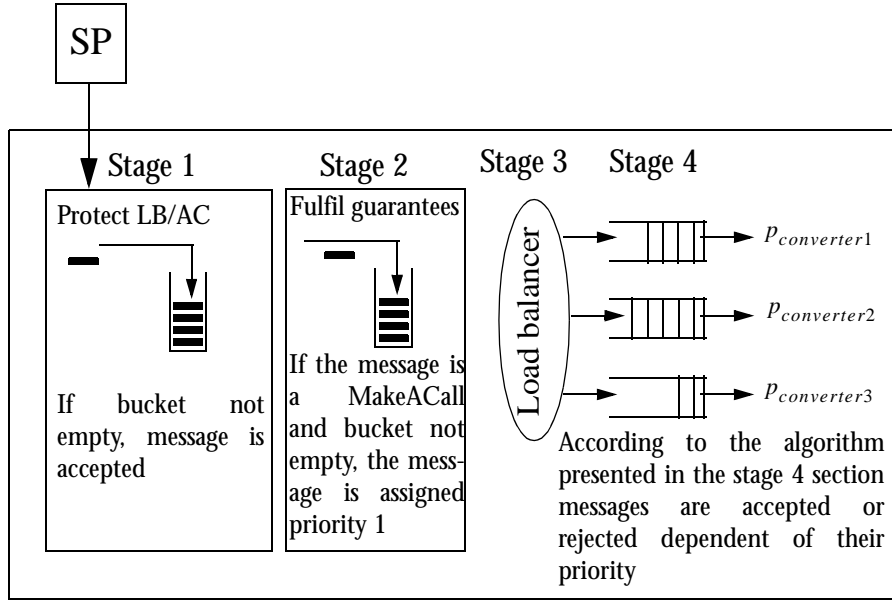 SP
Stage 1
Stage 2
Stage 3
Stage 4
Protect LB/AC
If bucket not
empty, message is
accepted
Fulfil guarantees
If the message is
a MakeACall
and bucket not
empty, the mess-
age is assigned
priority 1
Load balancer
p converter1
p converter2
p converter3
According to the algorithm
presented in the stage 4 section
messages are accepted or
rejected dependent of their
priority